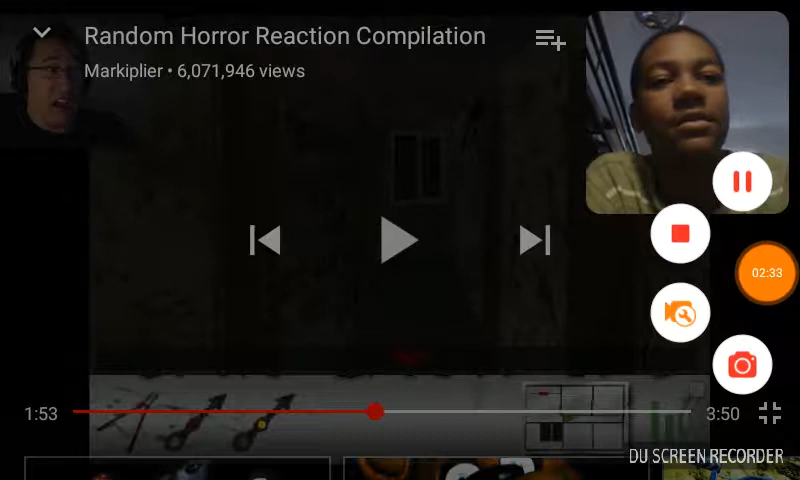 Random Horror Reaction Compilation
Markiplier • 6,071,946 views
02:33
1:53
3:50
DU SCREEN RECORDER